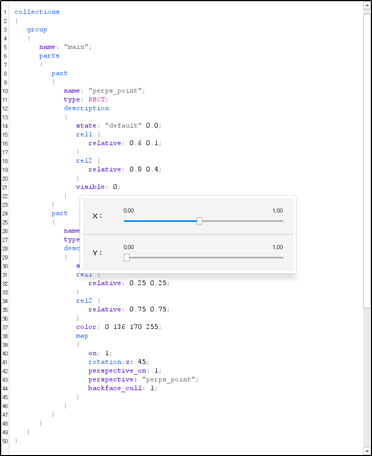 1 collections
2 {
3 group
4 {
5 name: "main";
6 parts
7 {
8 part
9 {
10 name: "perps_point";
11 type: RECT;
12 description
13 {
14 state: "default" 0.0;
15 rel1 {
16 relative: 0.6 0.1;
17 }
18 rel2 {
19 relative: 0.9 0.4;
20 }
21 visible: 0;
22 }
23 }
24 part
25 {
26 name
27 type
28 desc
29 {
30 s
31 rel1 {
32 relative: 0.25 0.25;
33 }
34 rel2 {
35 relative: 0.75 0.75;
36 }
37 color: 0 136 170 255;
38 map
39 {
40 on: 1;
41 rotation.z: 45;
42 perspective_on: 1;
43 perspective: "perps_point";
44 backface_cull: 1;
45 }
46 }
47 }
48 }
49 }
50 }
X: 0,00 1,00
Y: 0,00 1,00